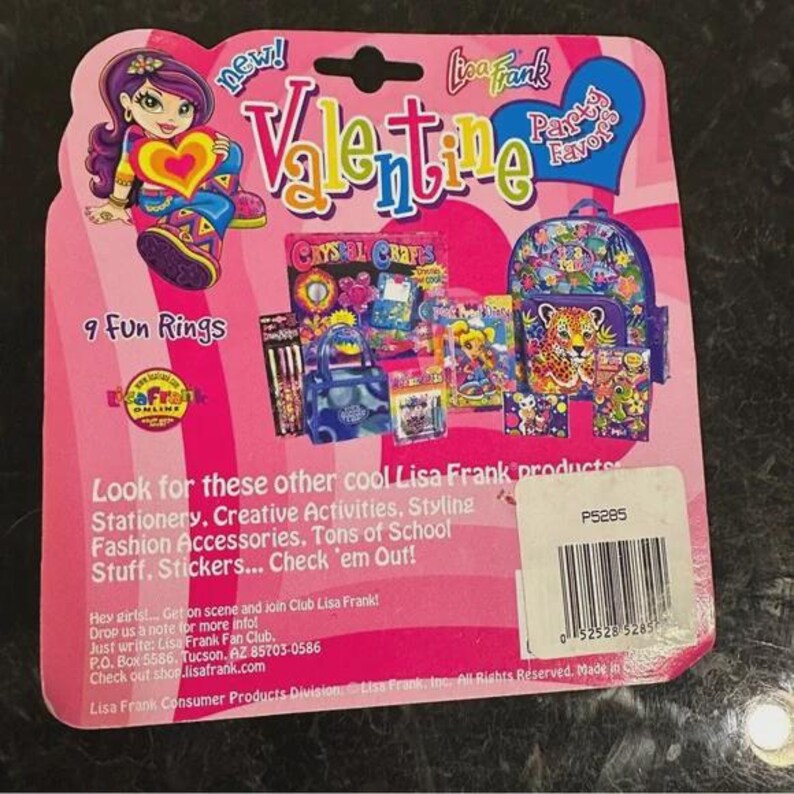 new!
Lisa Frank®
Valentine
Party
Favors
CRYSTAL CRAFTS
9 Fun Rings
www.lisafrank.com
Lisa Frank
ONLINE
Look for these other cool Lisa Frank® products:
Stationery, Creative Activities, Styling
Fashion Accessories, Tons of School
Stuff, Stickers... Check 'em Out!
P5285
0 52528 5285
Hey girls!... Get on scene and join Club Lisa Frank!
Drop us a note for more info!
Just write: Lisa Frank Fan Club,
P.O. Box 5586, Tucson, AZ 85703-0586
Check out shop.lisafrank.com
Lisa Frank Consumer Products Division. ©Lisa Frank, Inc. All Rights Reserved. Made in C